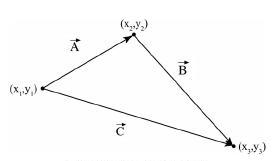 (x₂,y₂)
A⃗
B⃗
(x₁,y₁)
C⃗
(x₃,y₃)